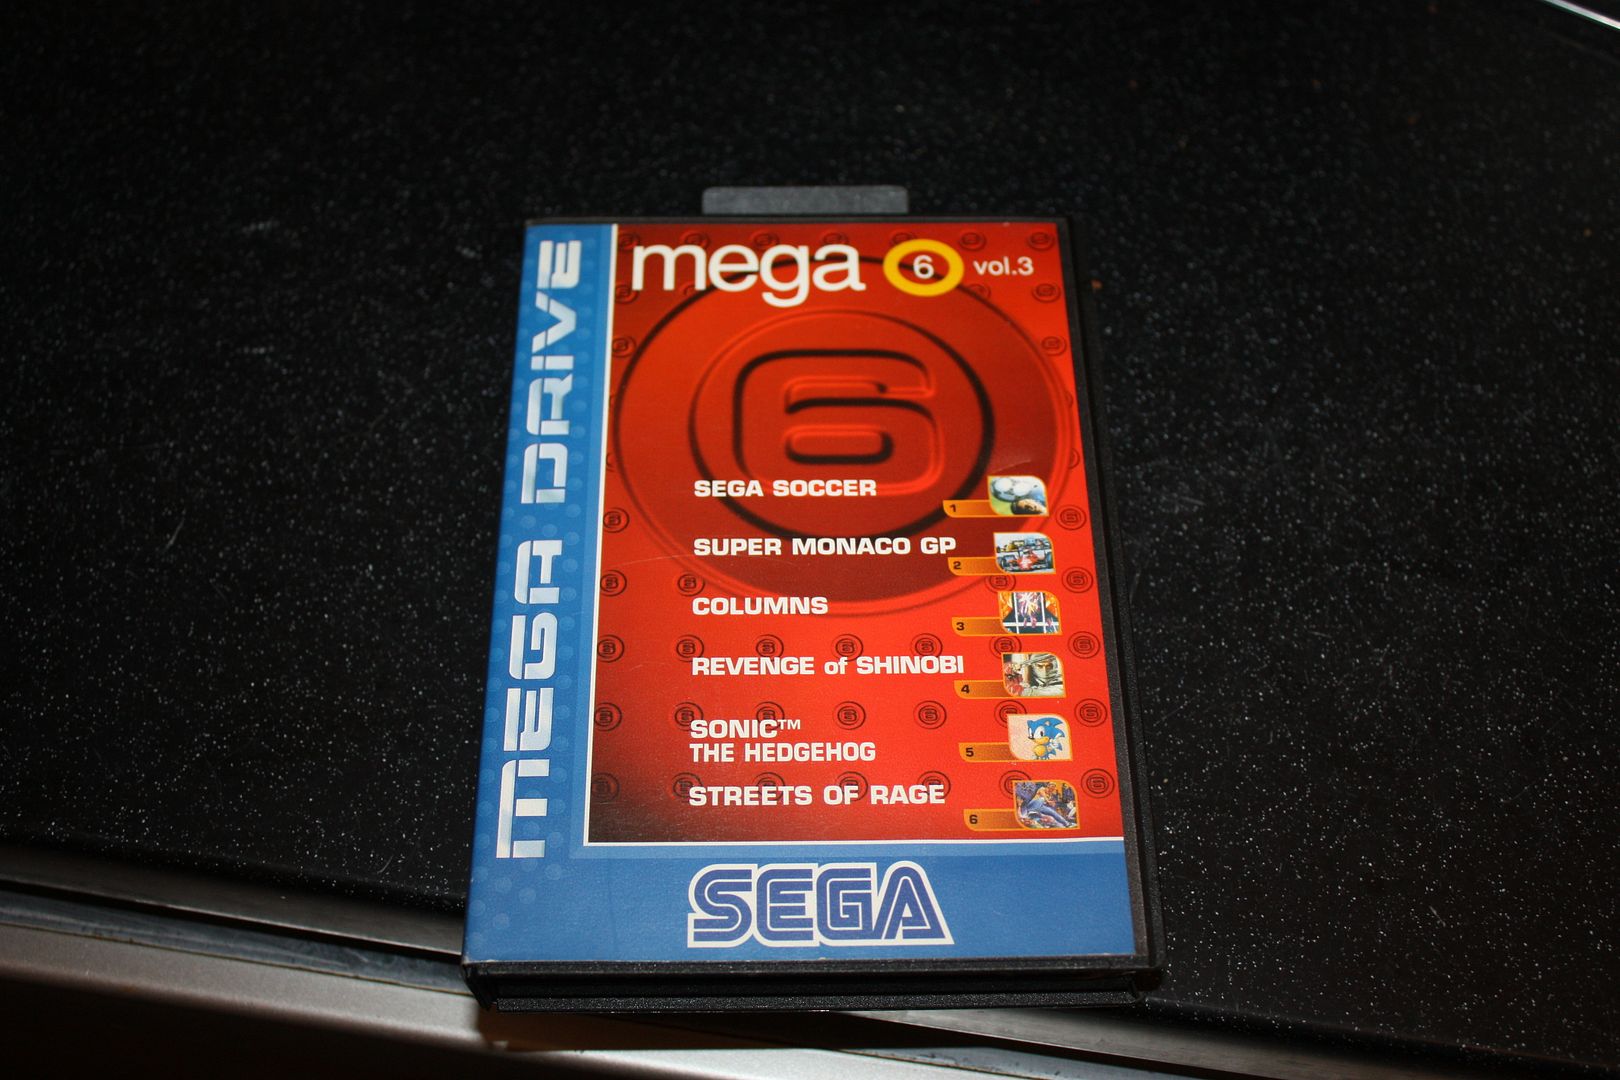 mega 6 vol.3
6
MEGA DRIVE
SEGA SOCCER
1
SUPER MONACO GP
2
COLUMNS
3
REVENGE of SHINOBI
4
SONIC™
THE HEDGEHOG
5
STREETS OF RAGE
6
SEGA